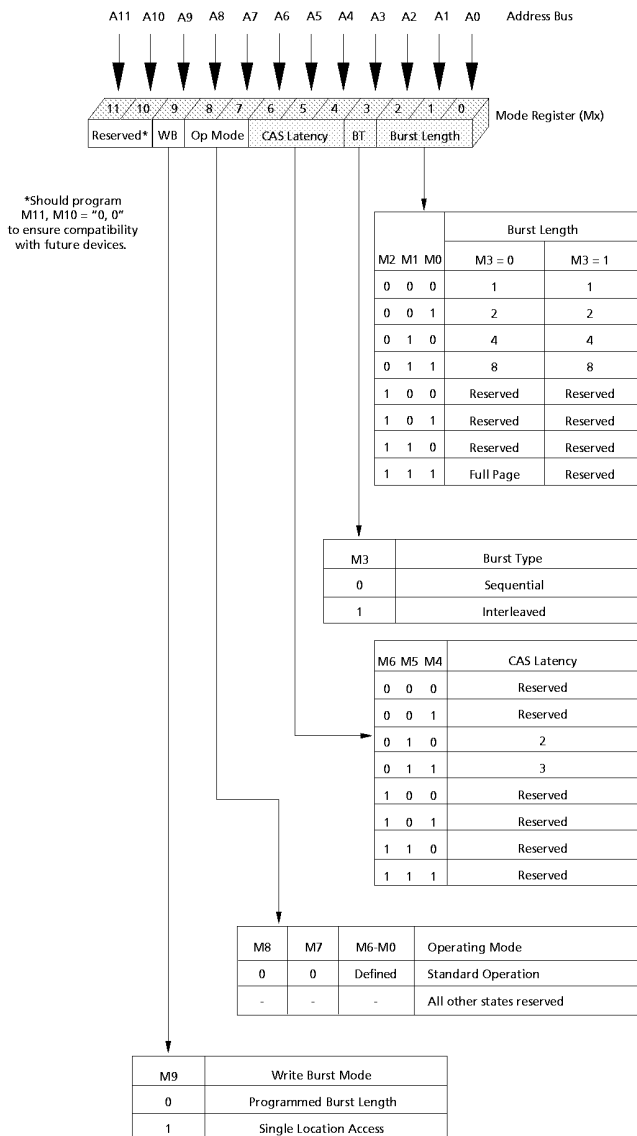 A11 A10 A9 A8 A7 A6 A5 A4 A3 A2 A1 A0 Address Bus
11 10 9 8 7 6 5 4 3 2 1 0
Mode Register (Mx)
Reserved* WB Op Mode CAS Latency BT Burst Length
*Should program
M11, M10 = “0, 0”
to ensure compatibility
with future devices.
Burst Length
M2 M1 M0 M3 = 0 M3 = 1
0 0 0 1 1
0 0 1 2 2
0 1 0 4 4
0 1 1 8 8
1 0 0 Reserved Reserved
1 0 1 Reserved Reserved
1 1 0 Reserved Reserved
1 1 1 Full Page Reserved
M3 Burst Type
0 Sequential
1 Interleaved
M6 M5 M4 CAS Latency
0 0 0 Reserved
0 0 1 Reserved
0 1 0 2
0 1 1 3
1 0 0 Reserved
1 0 1 Reserved
1 1 0 Reserved
1 1 1 Reserved
M8 M7 M6-M0 Operating Mode
0 0 Defined Standard Operation
- - - All other states reserved
M9 Write Burst Mode
0 Programmed Burst Length
1 Single Location Access